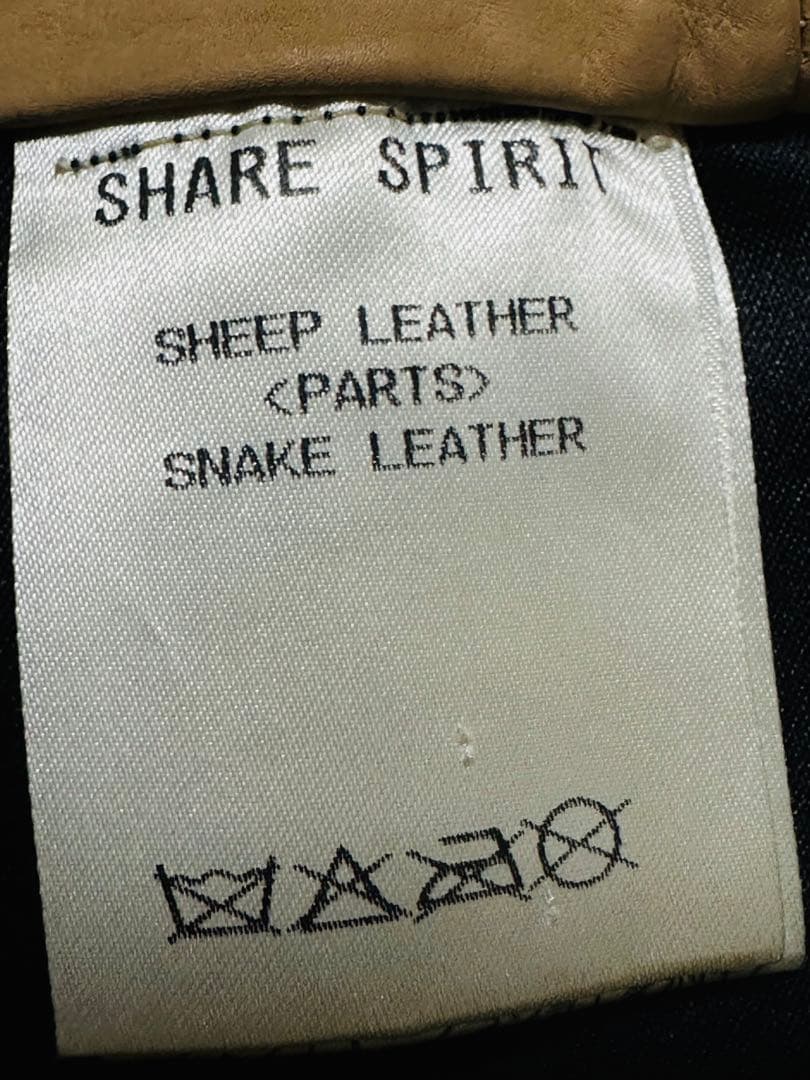 SHARE SPIRIT
SHEEP LEATHER
<PARTS>
SNAKE LEATHER